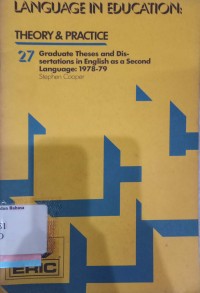 LANGUAGE IN EDUCATION:
THEORY & PRACTICE
27 Graduate Theses and Dis-
sertations in English as a Second
Language: 1978-79
Stephen Cooper
Bahasa
ERIC